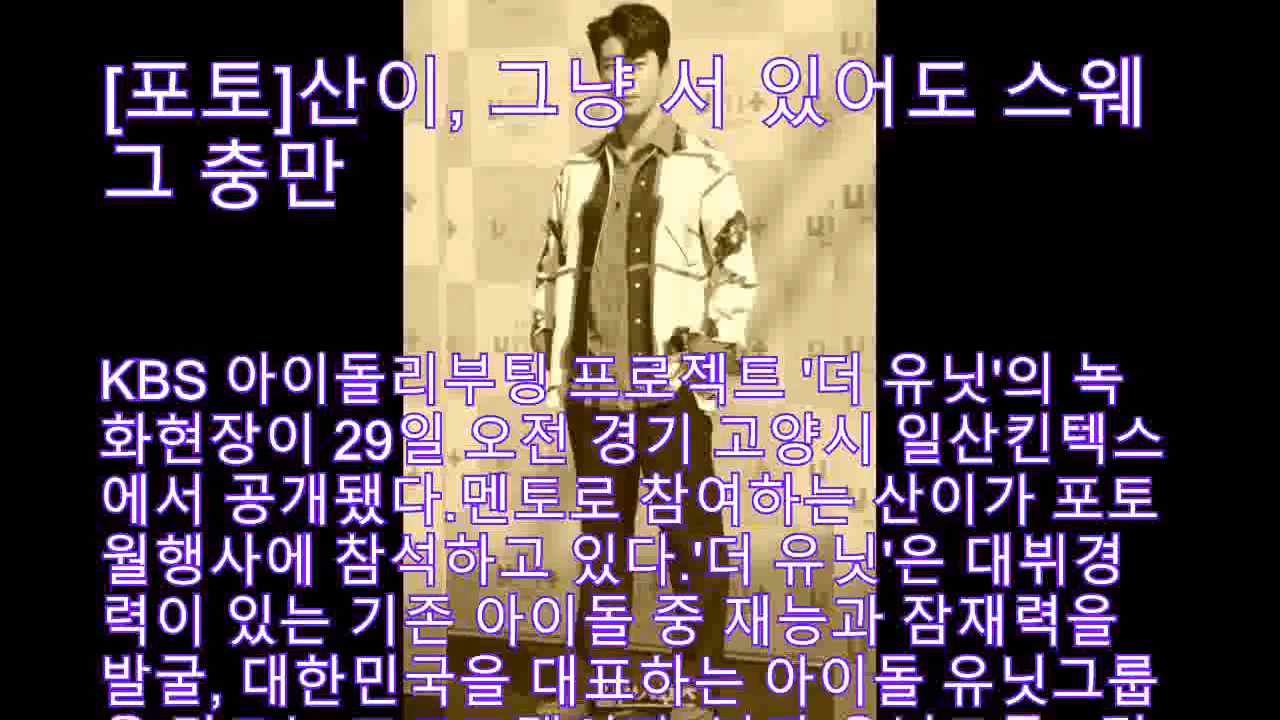 [포토]산이, 그냥 서 있어도 스웨
그 충만
KBS 아이돌리부팅 프로젝트 '더 유닛'의 녹
화현장이 29일 오전 경기 고양시 일산킨텍스
에서 공개됐다.멘토로 참여하는 산이가 포토
월행사에 참석하고 있다.'더 유닛'은 대뷔경
력이 있는 기존 아이돌 중 재능과 잠재력을
발굴, 대한민국을 대표하는 아이돌 유닛그룹